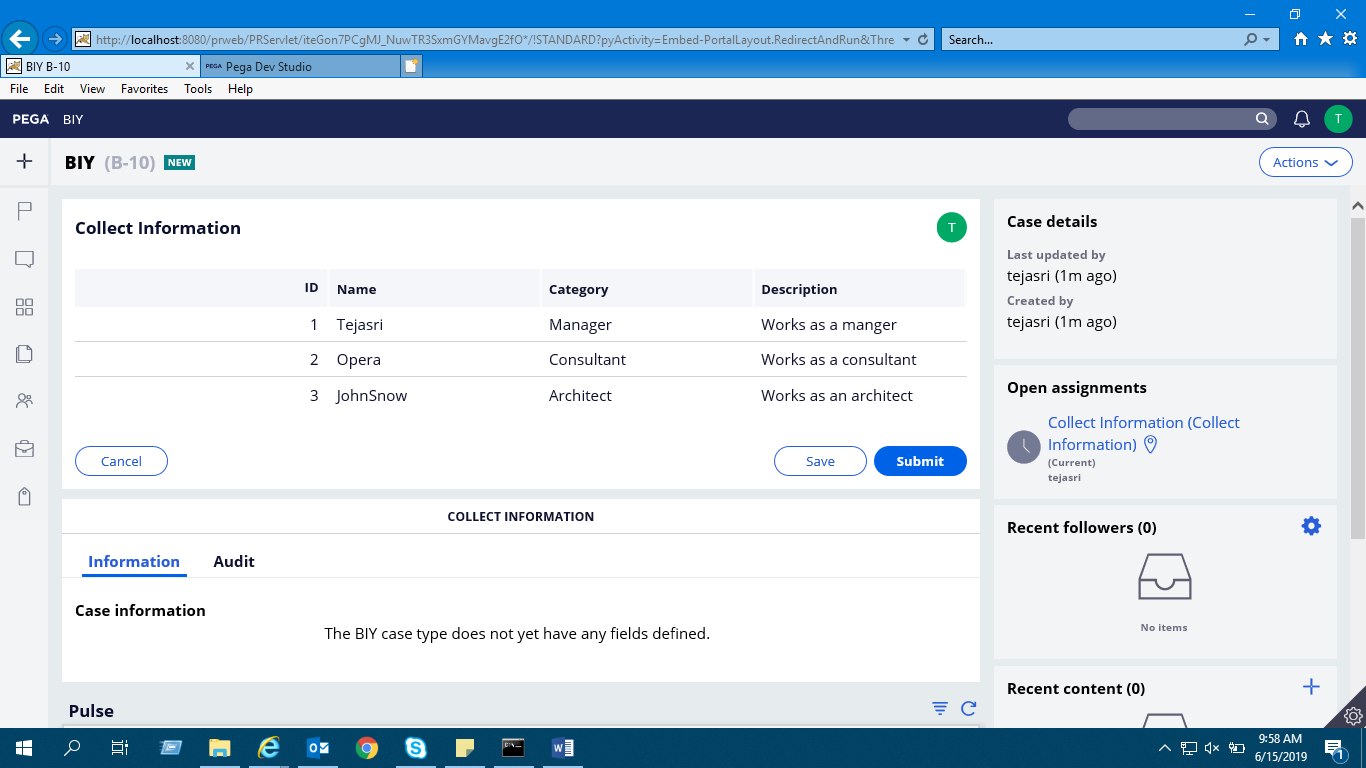 http://localhost:8080/prweb/PRServlet/iteGon7PCgMJ_NuwTR3SxmGYMavgE2fO*/!STANDARD?pyActivity=Embed-PortalLayout.RedirectAndRun&Thre
Search...
BIY B-10
PEGA Pega Dev Studio
File Edit View Favorites Tools Help
PEGA BIY
T
BIY (B-10) NEW
Actions
Collect Information
T
ID Name Category Description
1 Tejasri Manager Works as a manger
2 Opera Consultant Works as a consultant
3 JohnSnow Architect Works as an architect
Cancel Save Submit
COLLECT INFORMATION
Information Audit
Case information
The BIY case type does not yet have any fields defined.
Pulse
Case details
Last updated by
tejasri (1m ago)
Created by
tejasri (1m ago)
Open assignments
Collect Information (Collect
Information)
(Current)
tejasri
Recent followers (0)
No items
Recent content (0)
9:58 AM
6/15/2019
1